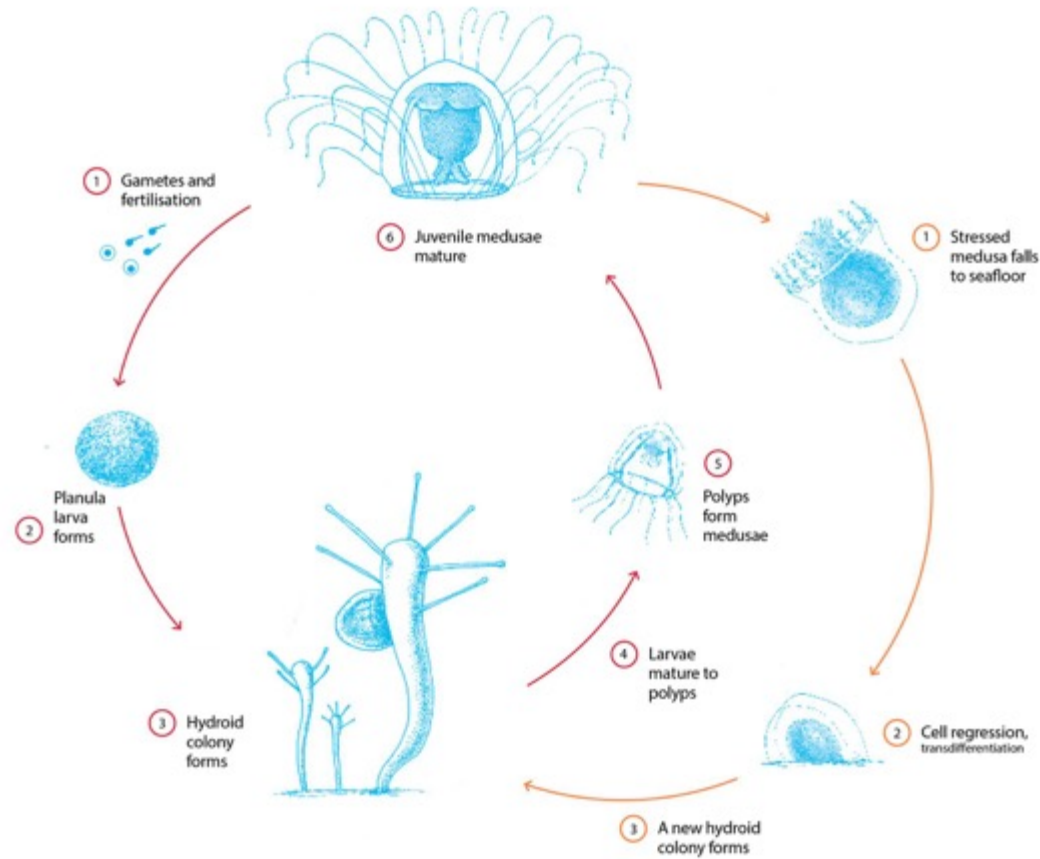 1 Gametes and
fertilisation
6 Juvenile medusae
mature
1 Stressed
medusa falls
to seafloor
Planula
larva
2 forms
5
Polyps
form
medusae
4 Larvae
mature to
polyps
3 Hydroid
colony
forms
2 Cell regression,
transdifferentiation
3 A new hydroid
colony forms